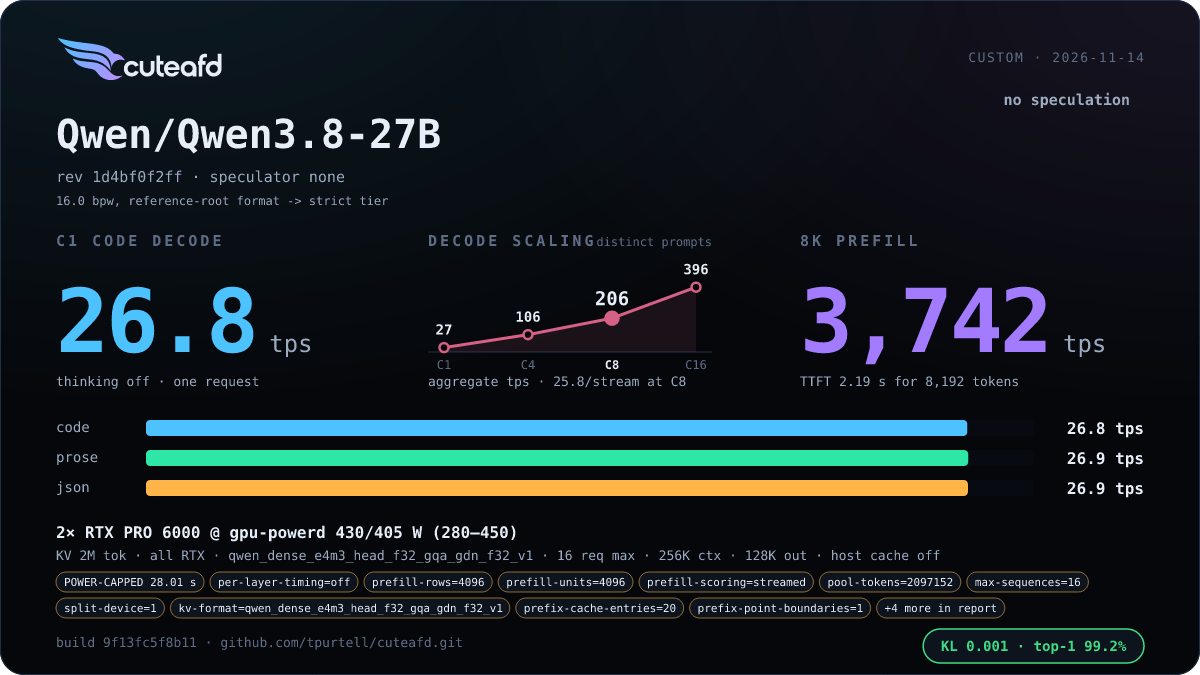 cuteafd
CUSTOM · 2026-11-14
no speculation
Qwen/Qwen3.8-27B
rev 1d4bf0f2ff · speculator none
16.0 bpw, reference-root format -> strict tier
C1 CODE DECODE
26.8 tps
thinking off · one request
DECODE SCALING distinct prompts
27
106
206
396
C1
C4
C8
C16
aggregate tps · 25.8/stream at C8
8K PREFILL
3,742 tps
TTFT 2.19 s for 8,192 tokens
code 26.8 tps
prose 26.9 tps
json 26.9 tps
2× RTX PRO 6000 @ gpu-powerd 430/405 W (280–450)
KV 2M tok · all RTX · qwen_dense_e4m3_head_f32_gqa_gdn_f32_v1 · 16 req max · 256K ctx · 128K out · host cache off
POWER-CAPPED 28.01 s per-layer-timing=off prefill-rows=4096 prefill-units=4096 prefill-scoring=streamed pool-tokens=2097152 max-sequences=16
split-device=1 kv-format=qwen_dense_e4m3_head_f32_gqa_gdn_f32_v1 prefix-cache-entries=20 prefix-point-boundaries=1 +4 more in report
build 9f13fc5f8b11 · github.com/tpurtell/cuteafd.git
KL 0.001 · top-1 99.2%